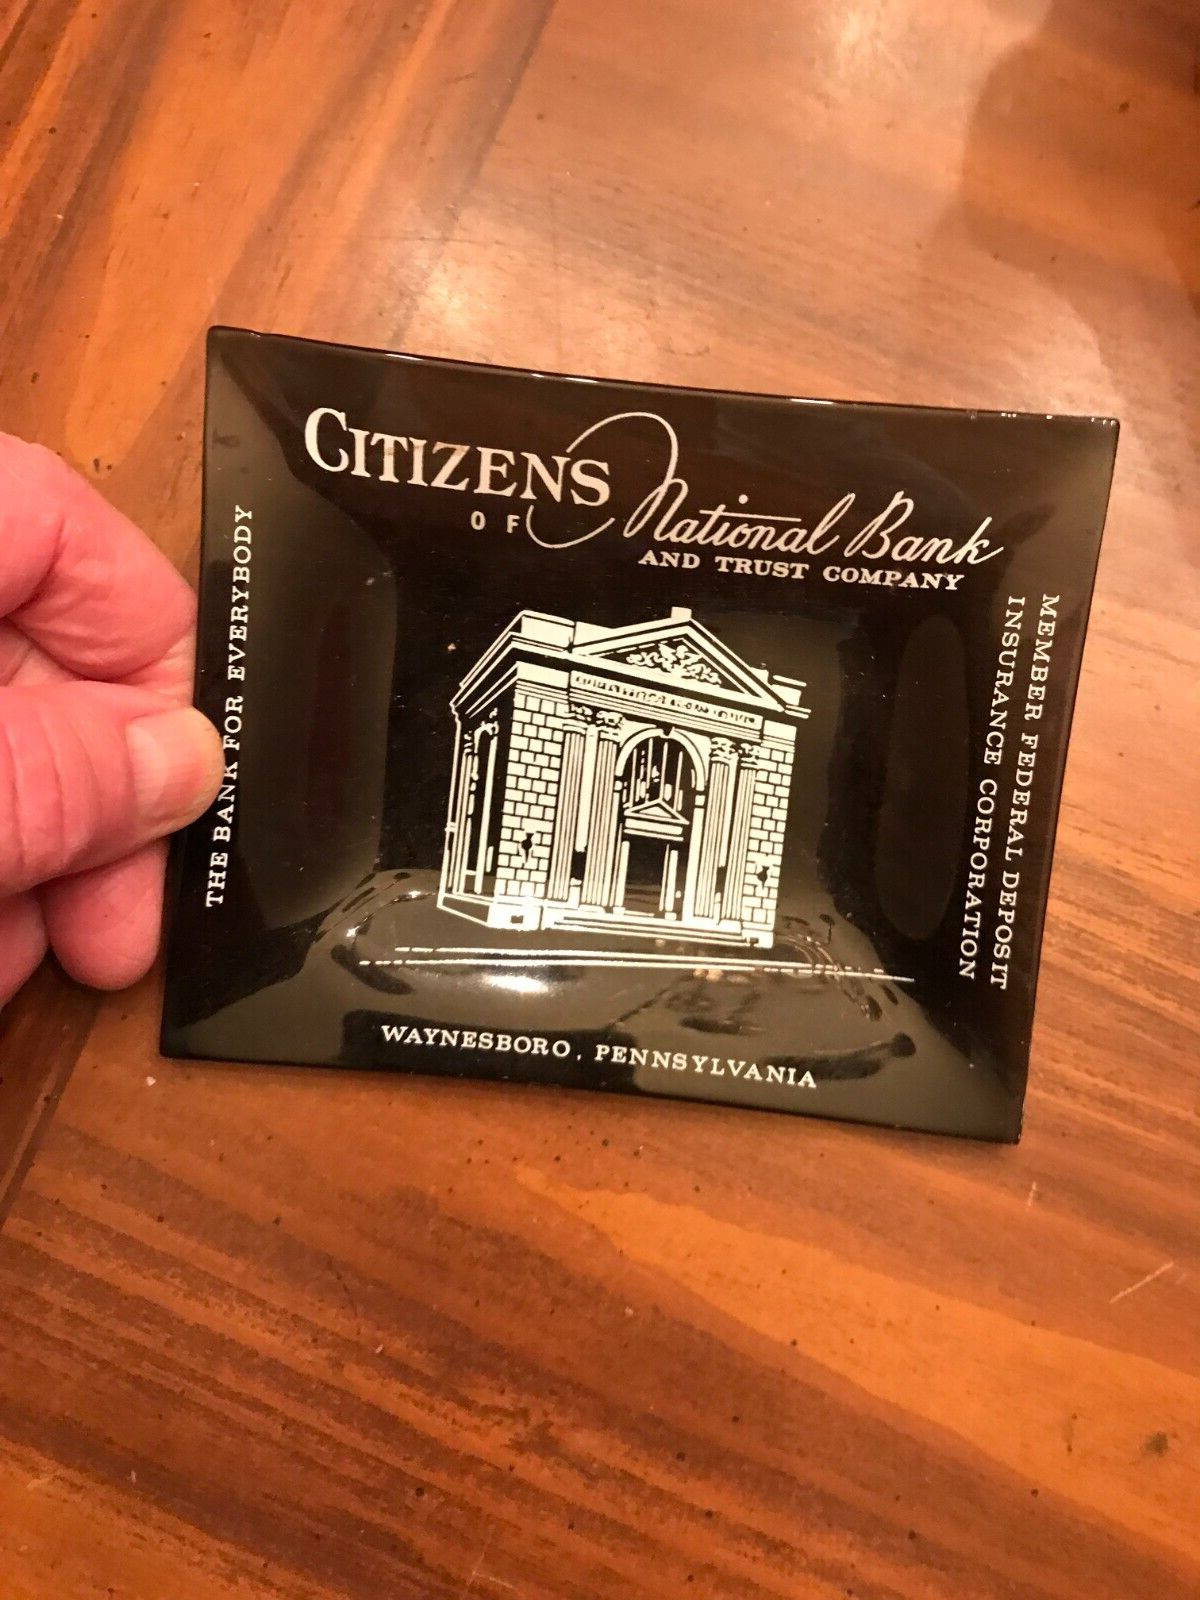 CITIZENS
OF National Bank
AND TRUST COMPANY
THE BANK FOR EVERYBODY
MEMBER FEDERAL DEPOSIT
INSURANCE CORPORATION
WAYNESBORO, PENNSYLVANIA